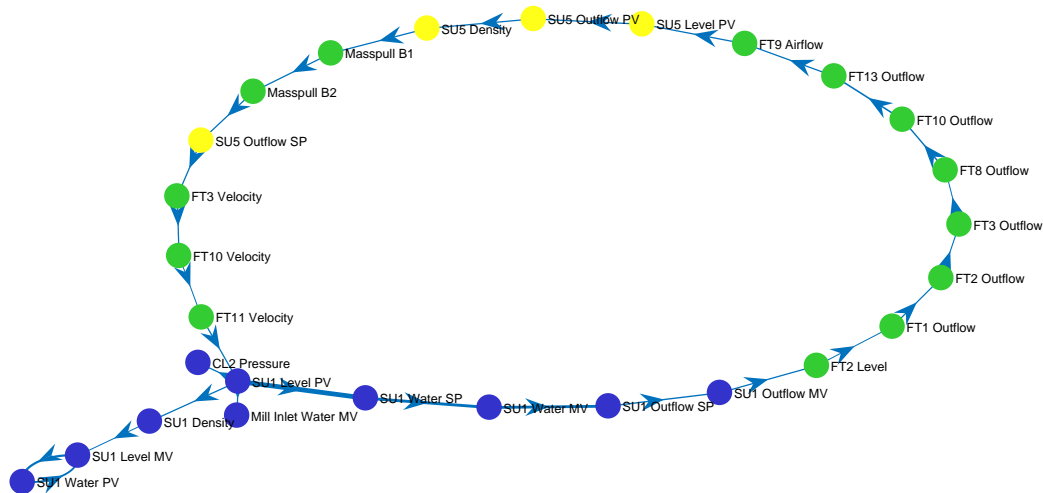 SU5 Outflow PV
SU5 Level PV
SU5 Density
FT9 Airflow
Masspull B1
FT13 Outflow
Masspull B2
FT10 Outflow
SU5 Outflow SP
FT8 Outflow
FT3 Velocity
FT3 Outflow
FT10 Velocity
FT2 Outflow
FT11 Velocity
FT1 Outflow
CL2 Pressure
FT2 Level
SU1 Level PV
SU1 Outflow MV
SU1 Water SP
SU1 Outflow SP
SU1 Water MV
Mill Inlet Water MV
SU1 Density
SU1 Level MV
SU1 Water PV